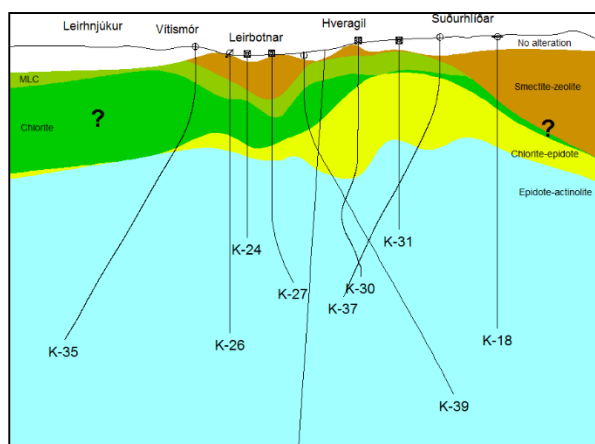 Leirhnjúkur
Vítismór
Leirbotnar
Hveragil
Suðurhlíðar
No alteration
MLC
Smectite-zeolite
Chlorite
?
?
Chlorite-epidote
Epidote-actinolite
K-24
K-31
K-27
K-30
K-37
K-35
K-26
K-18
K-39